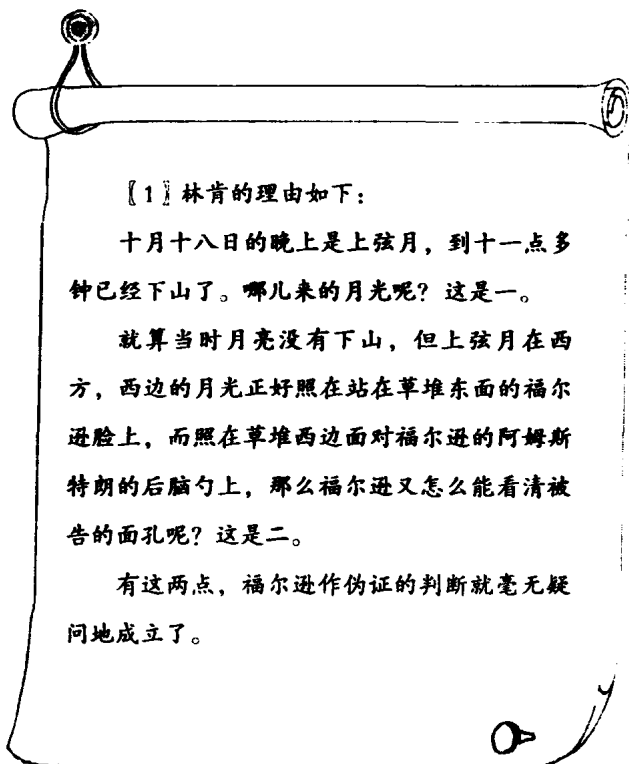 〖1〗林肯的理由如下：
十月十八日的晚上是上弦月，到十一点多
钟已经下山了。哪儿来的月光呢？这是一。
就算当时月亮没有下山，但上弦月在西
方，西边的月光正好照在站在草堆东面的福尔
逊脸上，而照在草堆西边面对福尔逊的阿姆斯
特朗的后脑勺上，那么福尔逊又怎么能看清被
告的面孔呢？这是二。
有这两点，福尔逊作伪证的判断就毫无疑
问地成立了。